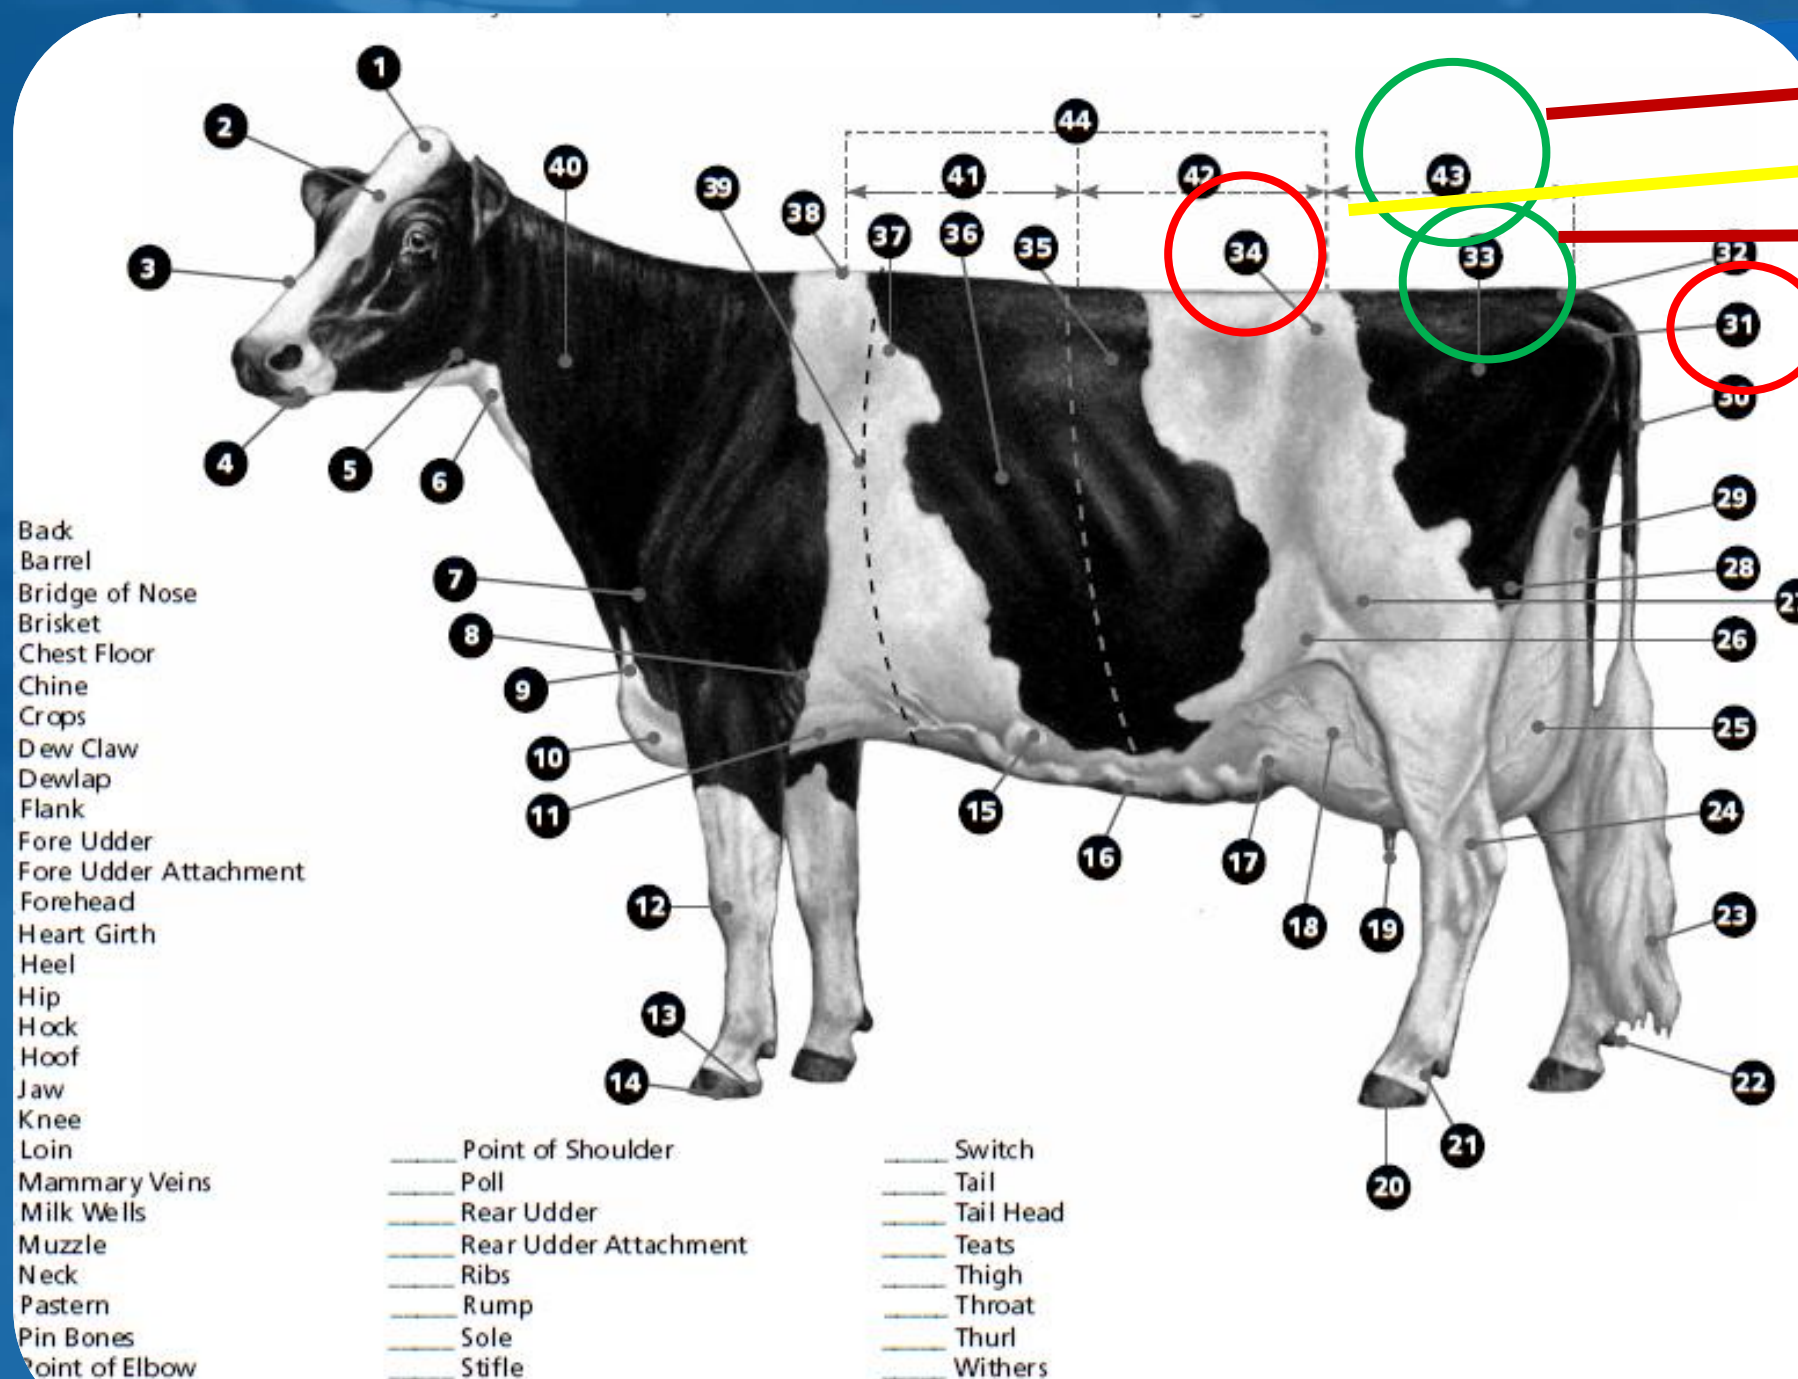 1
2
3
4
5
6
7
8
9
10
11
12
13
14
15
16
17
18
19
20
21
22
23
24
25
26
28
29
30
31
32
33
34
35
36
37
38
39
40
41
42
43
44
Back
Barrel
Bridge of Nose
Brisket
Chest Floor
Chine
Crops
Dew Claw
Dewlap
Flank
Fore Udder
Fore Udder Attachment
Forehead
Heart Girth
Heel
Hip
Hock
Hoof
Jaw
Knee
Loin
Mammary Veins
Milk Wells
Muzzle
Neck
Pastern
Pin Bones
Point of Elbow
Point of Shoulder
Poll
Rear Udder
Rear Udder Attachment
Ribs
Rump
Sole
Stifle
Switch
Tail
Tail Head
Teats
Thigh
Throat
Thurl
Withers